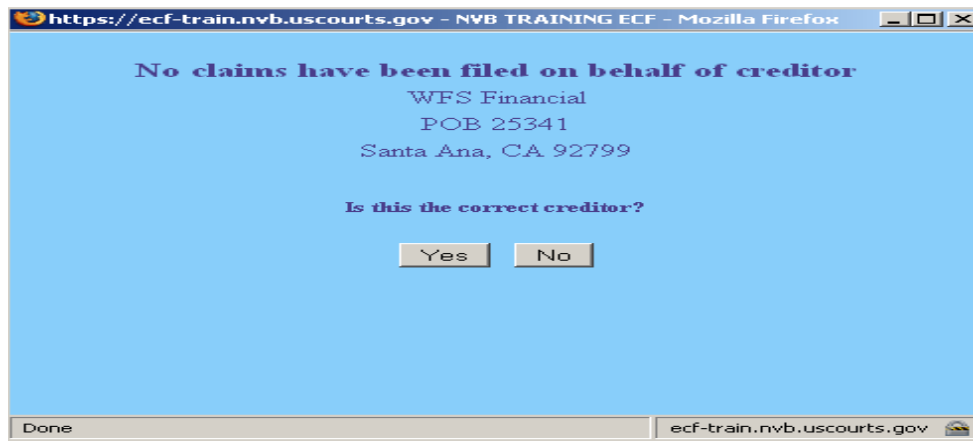 https://ecf-train.nvb.uscourts.gov - NVB TRAINING ECF - Mozilla Firefox
No claims have been filed on behalf of creditor
WFS Financial
POB 25341
Santa Ana, CA 92799
Is this the correct creditor?
Yes No
Done ecf-train.nvb.uscourts.gov